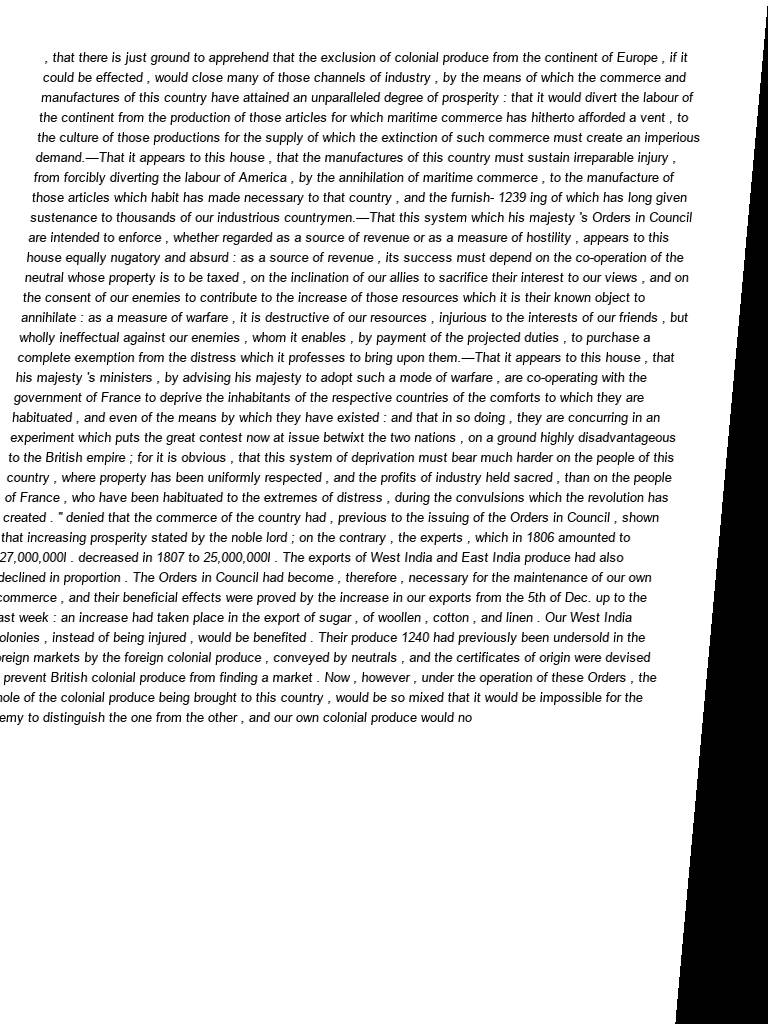 , that there is just ground to apprehend that the exclusion of colonial produce from the continent of Europe , if it
could be effected , would close many of those channels of industry , by the means of which the commerce and
manufactures of this country have attained an unparalleled degree of prosperity : that it would divert the labour of
the continent from the production of those articles for which maritime commerce has hitherto afforded a vent , to
the culture of those productions for the supply of which the extinction of such commerce must create an imperious
demand.—That it appears to this house , that the manufactures of this country must sustain irreparable injury ,
from forcibly diverting the labour of America , by the annihilation of maritime commerce , to the manufacture of
those articles which habit has made necessary to that country , and the furnish- 1239 ing of which has long given
sustenance to thousands of our industrious countrymen.—That this system which his majesty 's Orders in Council
are intended to enforce , whether regarded as a source of revenue or as a measure of hostility , appears to this
house equally nugatory and absurd : as a source of revenue , its success must depend on the co-operation of the
neutral whose property is to be taxed , on the inclination of our allies to sacrifice their interest to our views , and on
the consent of our enemies to contribute to the increase of those resources which it is their known object to
annihilate : as a measure of warfare , it is destructive of our resources , injurious to the interests of our friends , but
wholly ineffectual against our enemies , whom it enables , by payment of the projected duties , to purchase a
complete exemption from the distress which it professes to bring upon them.—That it appears to this house , that
his majesty 's ministers , by advising his majesty to adopt such a mode of warfare , are co-operating with the
government of France to deprive the inhabitants of the respective countries of the comforts to which they are
habituated , and even of the means by which they have existed : and that in so doing , they are concurring in an
experiment which puts the great contest now at issue betwixt the two nations , on a ground highly disadvantageous
to the British empire ; for it is obvious , that this system of deprivation must bear much harder on the people of this
country , where property has been uniformly respected , and the profits of industry held sacred , than on the people
of France , who have been habituated to the extremes of distress , during the convulsions which the revolution has
created . " denied that the commerce of the country had , previous to the issuing of the Orders in Council , shown
that increasing prosperity stated by the noble lord ; on the contrary , the experts , which in 1806 amounted to
27,000,000l . decreased in 1807 to 25,000,000l . The exports of West India and East India produce had also
declined in proportion . The Orders in Council had become , therefore , necessary for the maintenance of our own
commerce , and their beneficial effects were proved by the increase in our exports from the 5th of Dec. up to the
last week : an increase had taken place in the export of sugar , of woollen , cotton , and linen . Our West India
olonies , instead of being injured , would be benefited . Their produce 1240 had previously been undersold in the
reign markets by the foreign colonial produce , conveyed by neutrals , and the certificates of origin were devised
prevent British colonial produce from finding a market . Now , however , under the operation of these Orders , the
hole of the colonial produce being brought to this country , would be so mixed that it would be impossible for the
emy to distinguish the one from the other , and our own colonial produce would no